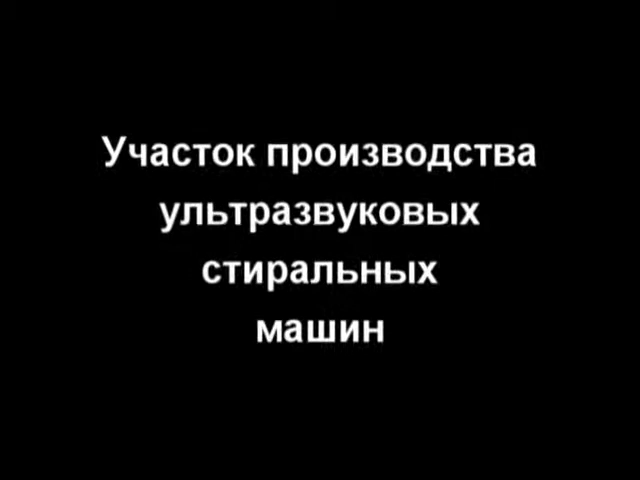 Участок производства
ультразвуковых
стиральных
машин